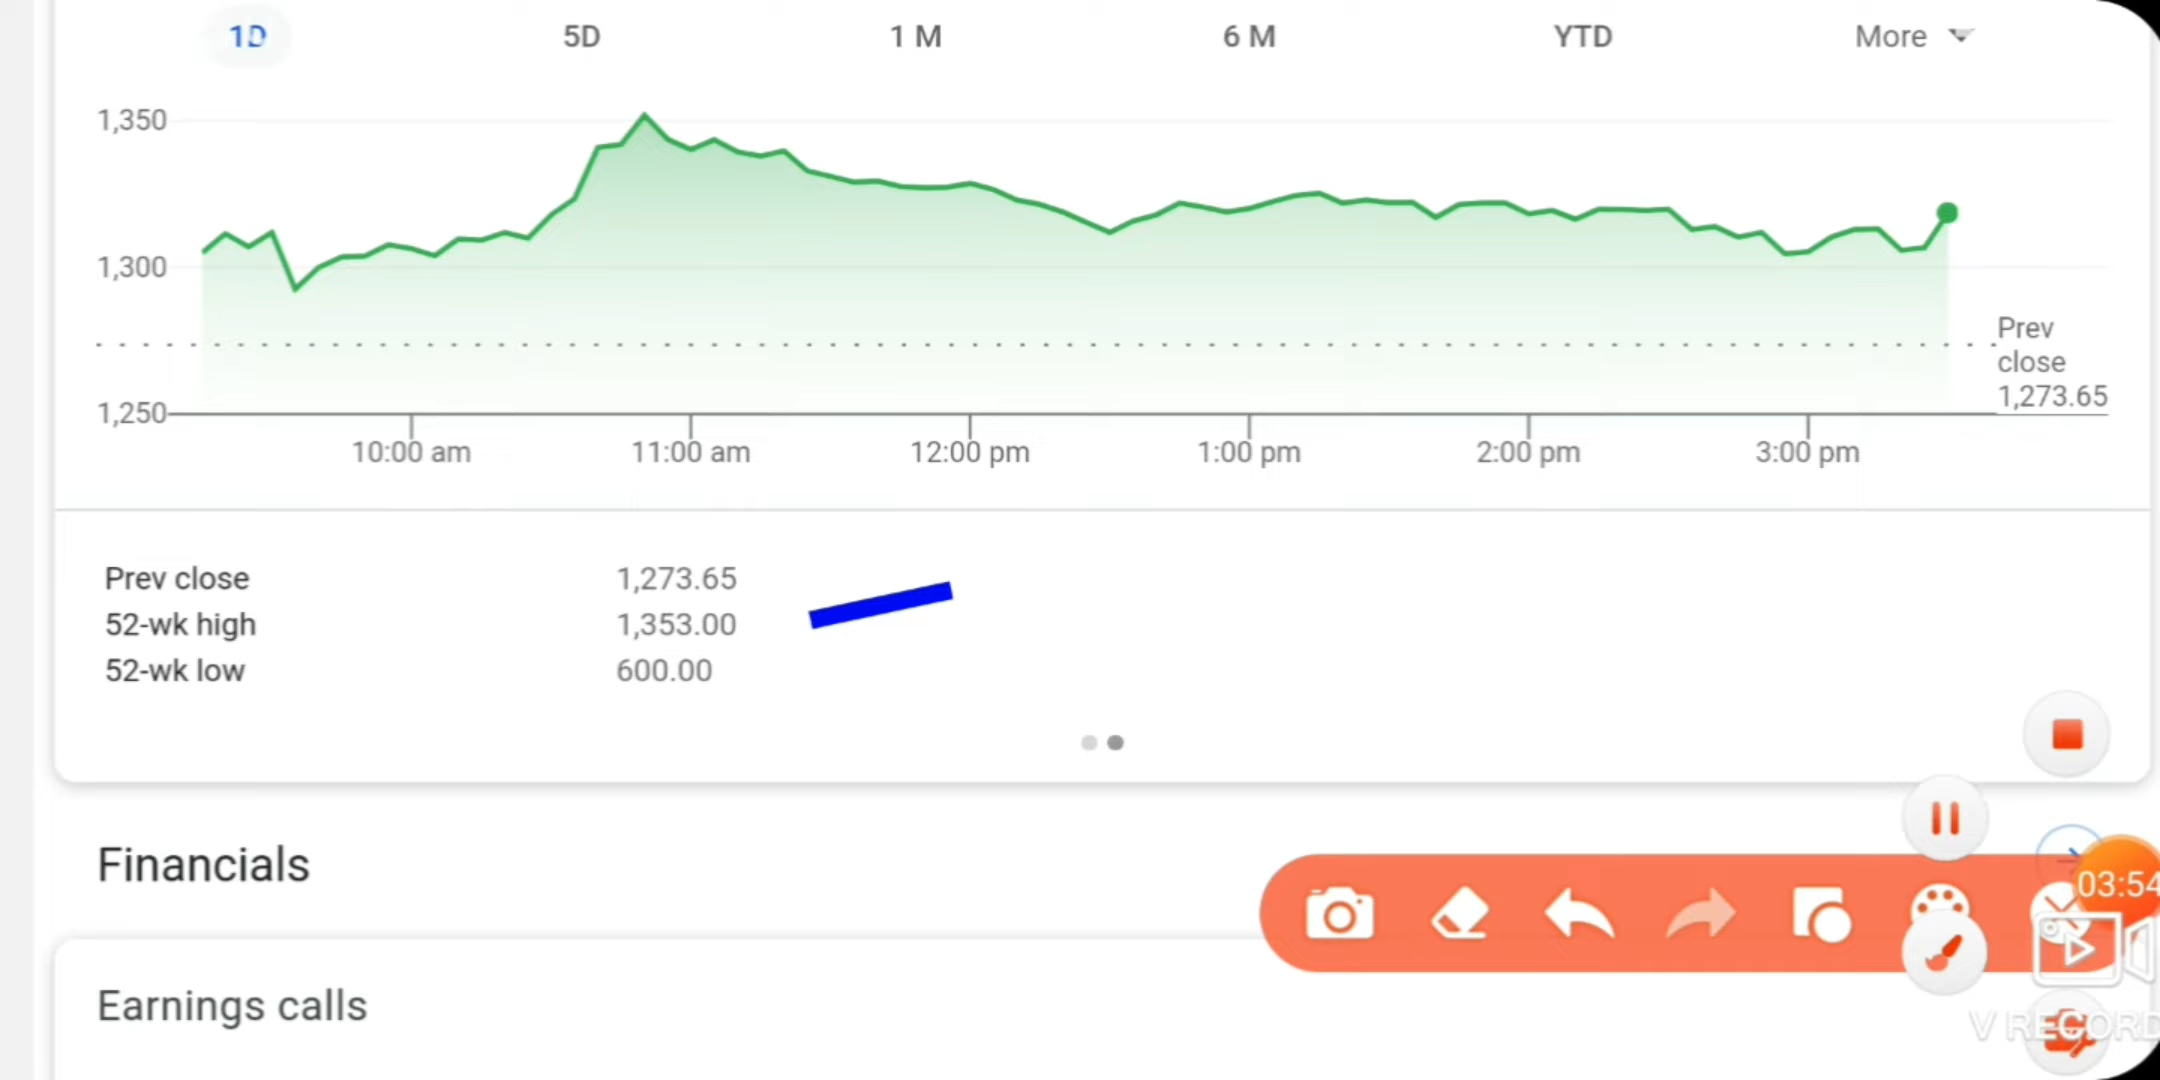 1D 5D 1 M 6 M YTD More
1,350
1,300
Prev
close
1,273.65
1,250
10:00 am 11:00 am 12:00 pm 1:00 pm 2:00 pm 3:00 pm
Prev close 1,273.65
52-wk high 1,353.00
52-wk low 600.00
Financials
03:54
Earnings calls
V RECORD